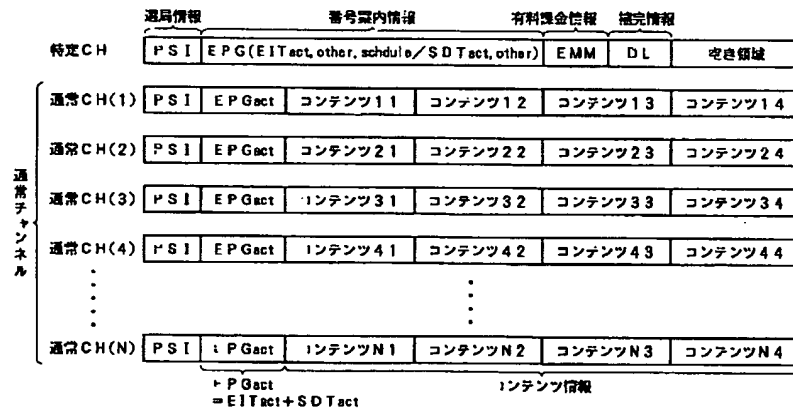 選局情報 番号案内情報 有料課金情報 補完情報
特定CH PSI EPG(EITact, other, schdule/SDTact, other) EMM DL 空き領域
通常CH(1) PSI EPGact コンテンツ11 コンテンツ12 コンテンツ13 コンテンツ14
通常CH(2) PSI EPGact コンテンツ21 コンテンツ22 コンテンツ23 コンテンツ24
通常CH(3) PSI EPGact コンテンツ31 コンテンツ32 コンテンツ33 コンテンツ34
通常CH(4) PSI EPGact コンテンツ41 コンテンツ42 コンテンツ43 コンテンツ44
通常チャンネル
通常CH(N) PSI EPGact コンテンツN1 コンテンツN2 コンテンツN3 コンテンツN4
EPGact コンテンツ情報
=EITact+SDTact